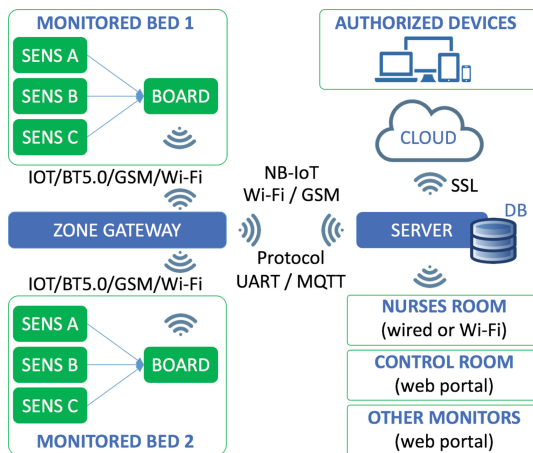 MONITORED BED 1
SENS A
SENS B
SENS C
BOARD
IOT/BT5.0/GSM/Wi-Fi
ZONE GATEWAY
IOT/BT5.0/GSM/Wi-Fi
SENS A
SENS B
SENS C
BOARD
MONITORED BED 2
NB-IoT
Wi-Fi / GSM
Protocol
UART / MQTT
AUTHORIZED DEVICES
CLOUD
SSL
SERVER
DB
NURSES ROOM
(wired or Wi-Fi)
CONTROL ROOM
(web portal)
OTHER MONITORS
(web portal)